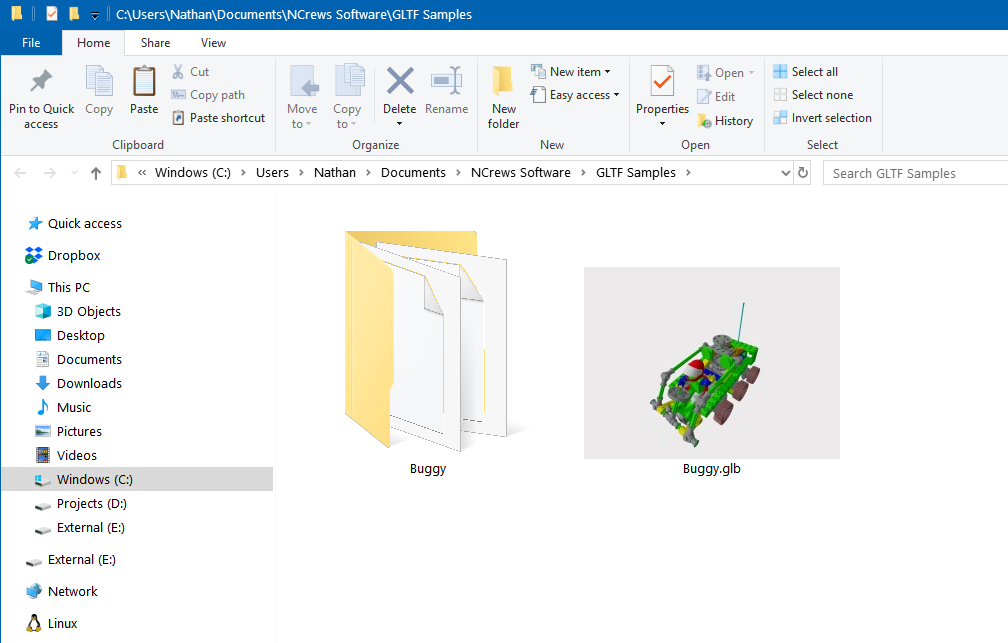 C:\Users\Nathan\Documents\NCrews Software\GLTF Samples
File Home Share View
Pin to Quick access
Copy
Paste
Cut
Copy path
Paste shortcut
Clipboard
Move to
Copy to
Delete
Rename
Organize
New folder
New item
Easy access
New
Properties
Open
Edit
History
Open
Select all
Select none
Invert selection
Select
« Windows (C:) > Users > Nathan > Documents > NCrews Software > GLTF Samples >
Search GLTF Samples
Quick access
Dropbox
This PC
3D Objects
Desktop
Documents
Downloads
Music
Pictures
Videos
Windows (C:)
Projects (D:)
External (E:)
External (E:)
Network
Linux
Buggy
Buggy.glb